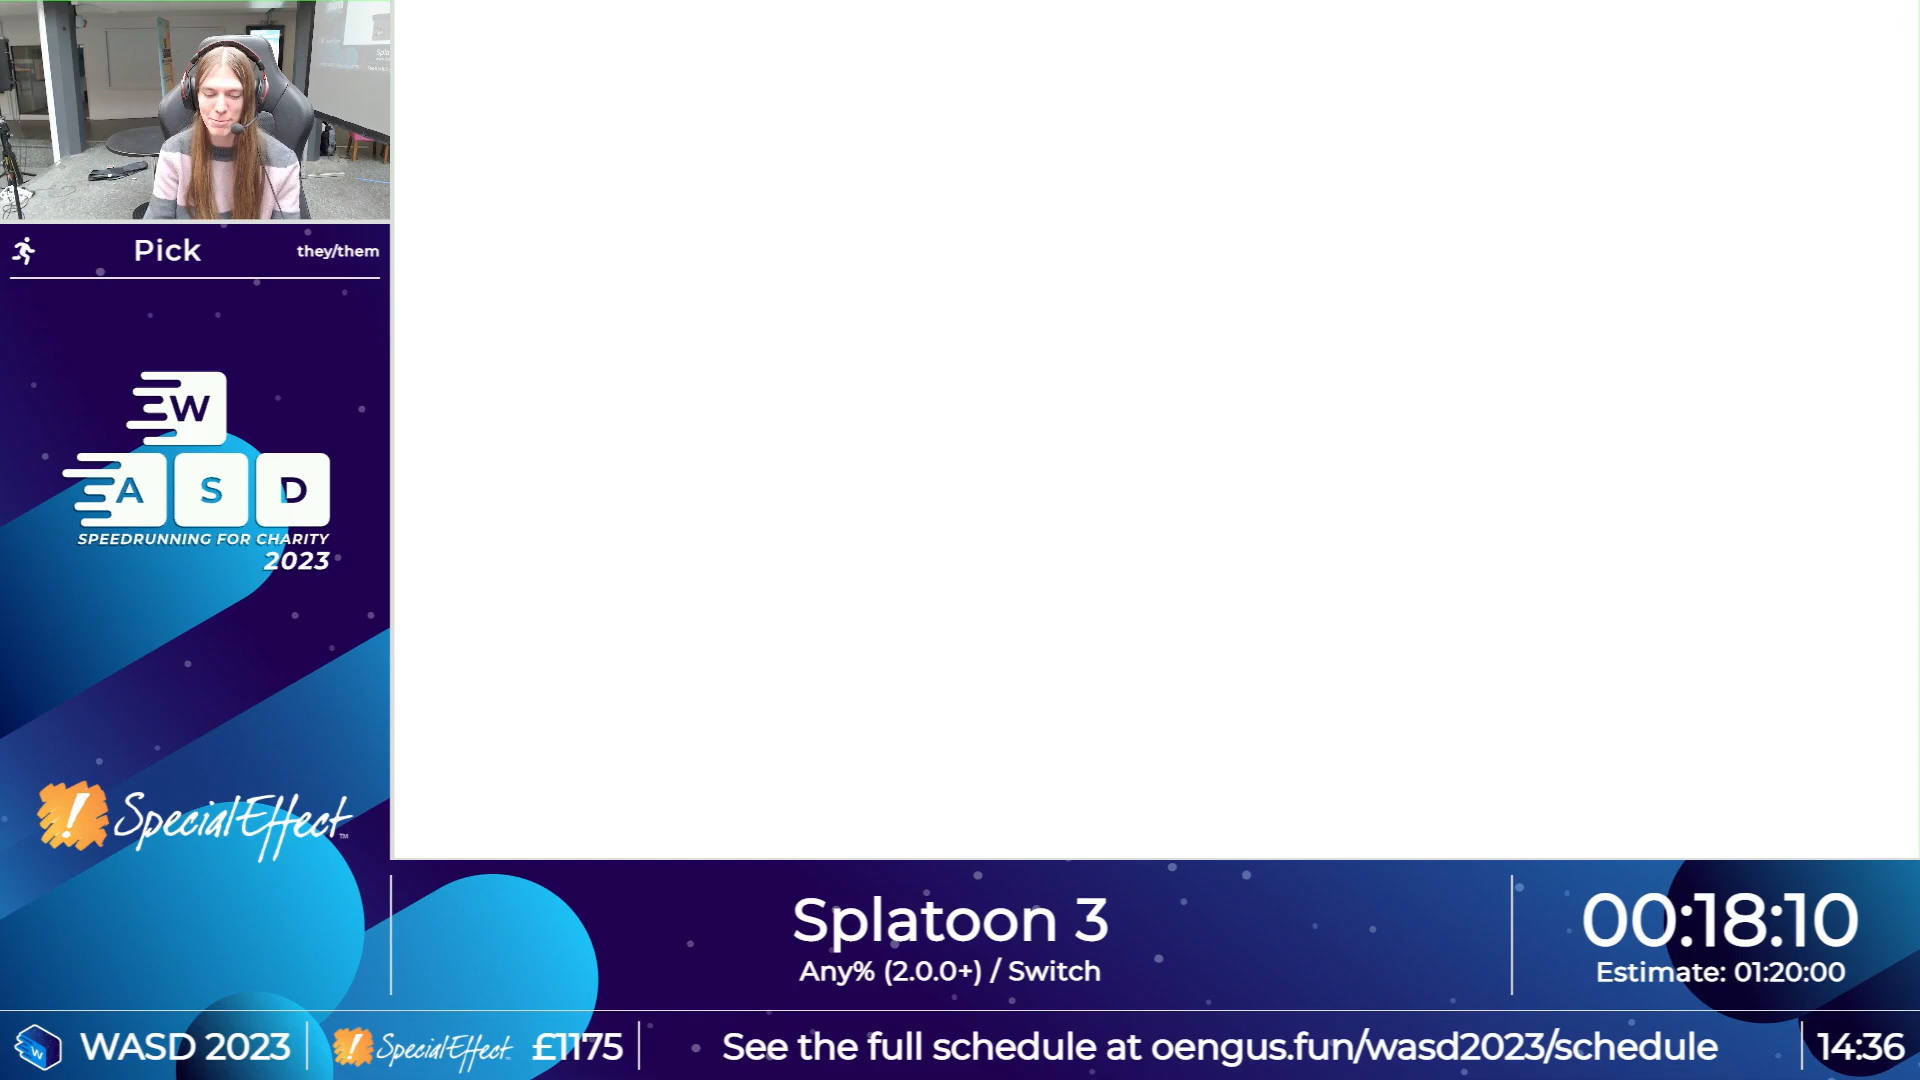 Pick
they/them
W
A S D
SPEEDRUNNING FOR CHARITY
2023
! SpecialEffect™
Splatoon 3
Any% (2.0.0+) / Switch
00:18:10
Estimate: 01:20:00
W
WASD 2023
! SpecialEffect
£1175
See the full schedule at oengus.fun/wasd2023/schedule
14:36